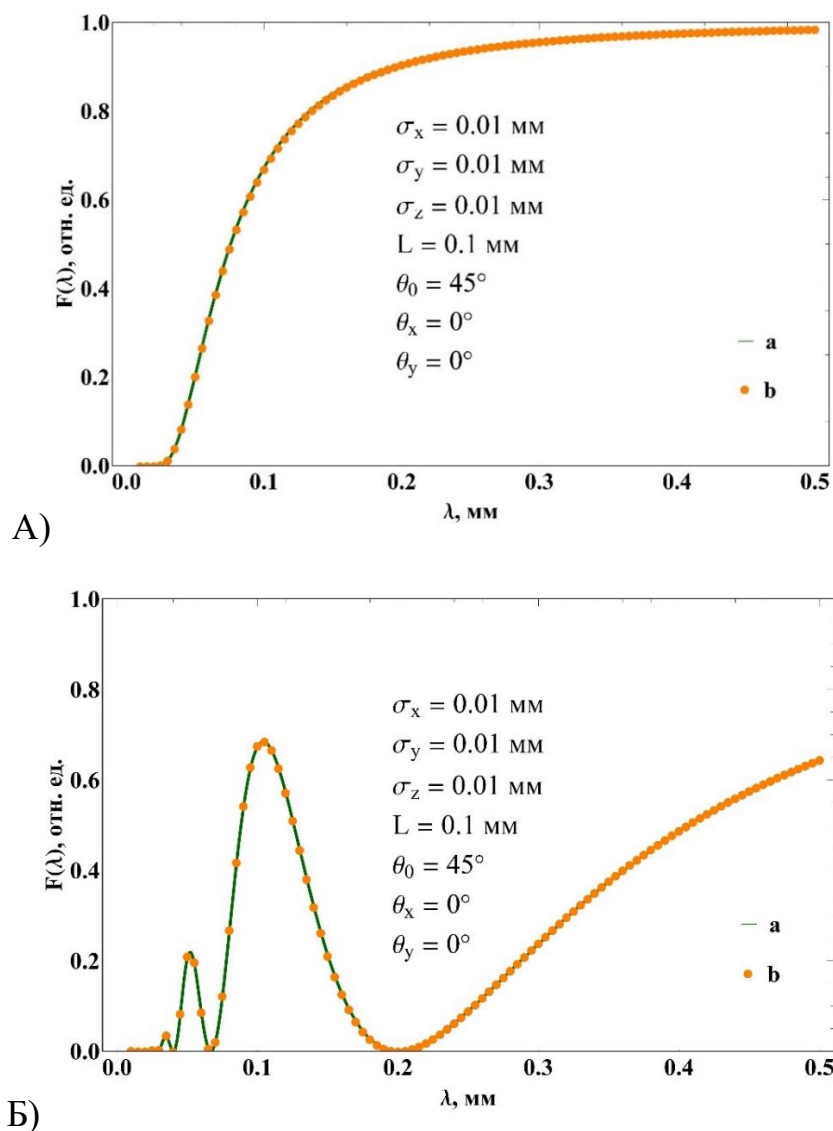 1.0
0.8
0.6
0.4
0.2
0.0
F(λ), отн. ед.
σx = 0.01 мм
σy = 0.01 мм
σz = 0.01 мм
L = 0.1 мм
θ0 = 45°
θx = 0°
θy = 0°
a
b
0.0 0.1 0.2 0.3 0.4 0.5
λ, мм
А)
1.0
0.8
0.6
0.4
0.2
0.0
F(λ), отн. ед.
σx = 0.01 мм
σy = 0.01 мм
σz = 0.01 мм
L = 0.1 мм
θ0 = 45°
θx = 0°
θy = 0°
a
b
0.0 0.1 0.2 0.3 0.4 0.5
λ, мм
Б)